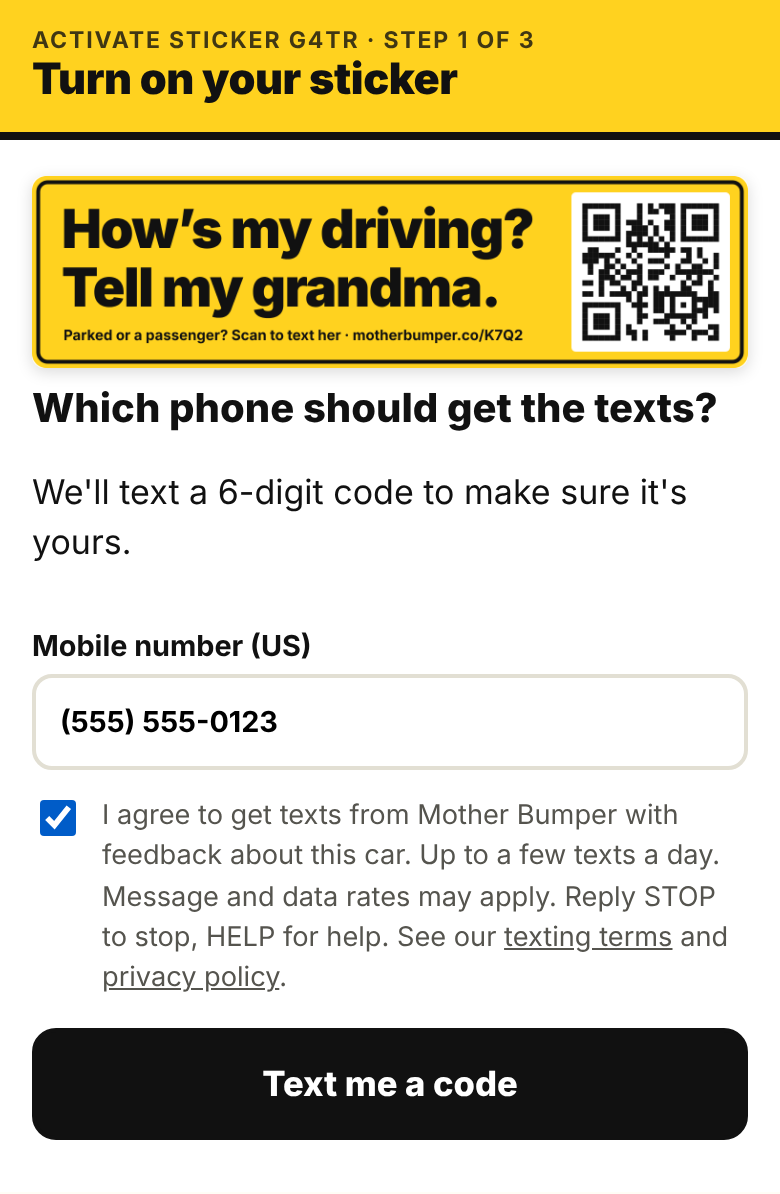 ACTIVATE STICKER G4TR · STEP 1 OF 3
Turn on your sticker
How’s my driving?
Tell my grandma.
Parked or a passenger? Scan to text her · motherbumper.co/K7Q2
Which phone should get the texts?
We'll text a 6-digit code to make sure it's
yours.
Mobile number (US)
(555) 555-0123
I agree to get texts from Mother Bumper with
feedback about this car. Up to a few texts a day.
Message and data rates may apply. Reply STOP
to stop, HELP for help. See our texting terms and
privacy policy.
Text me a code